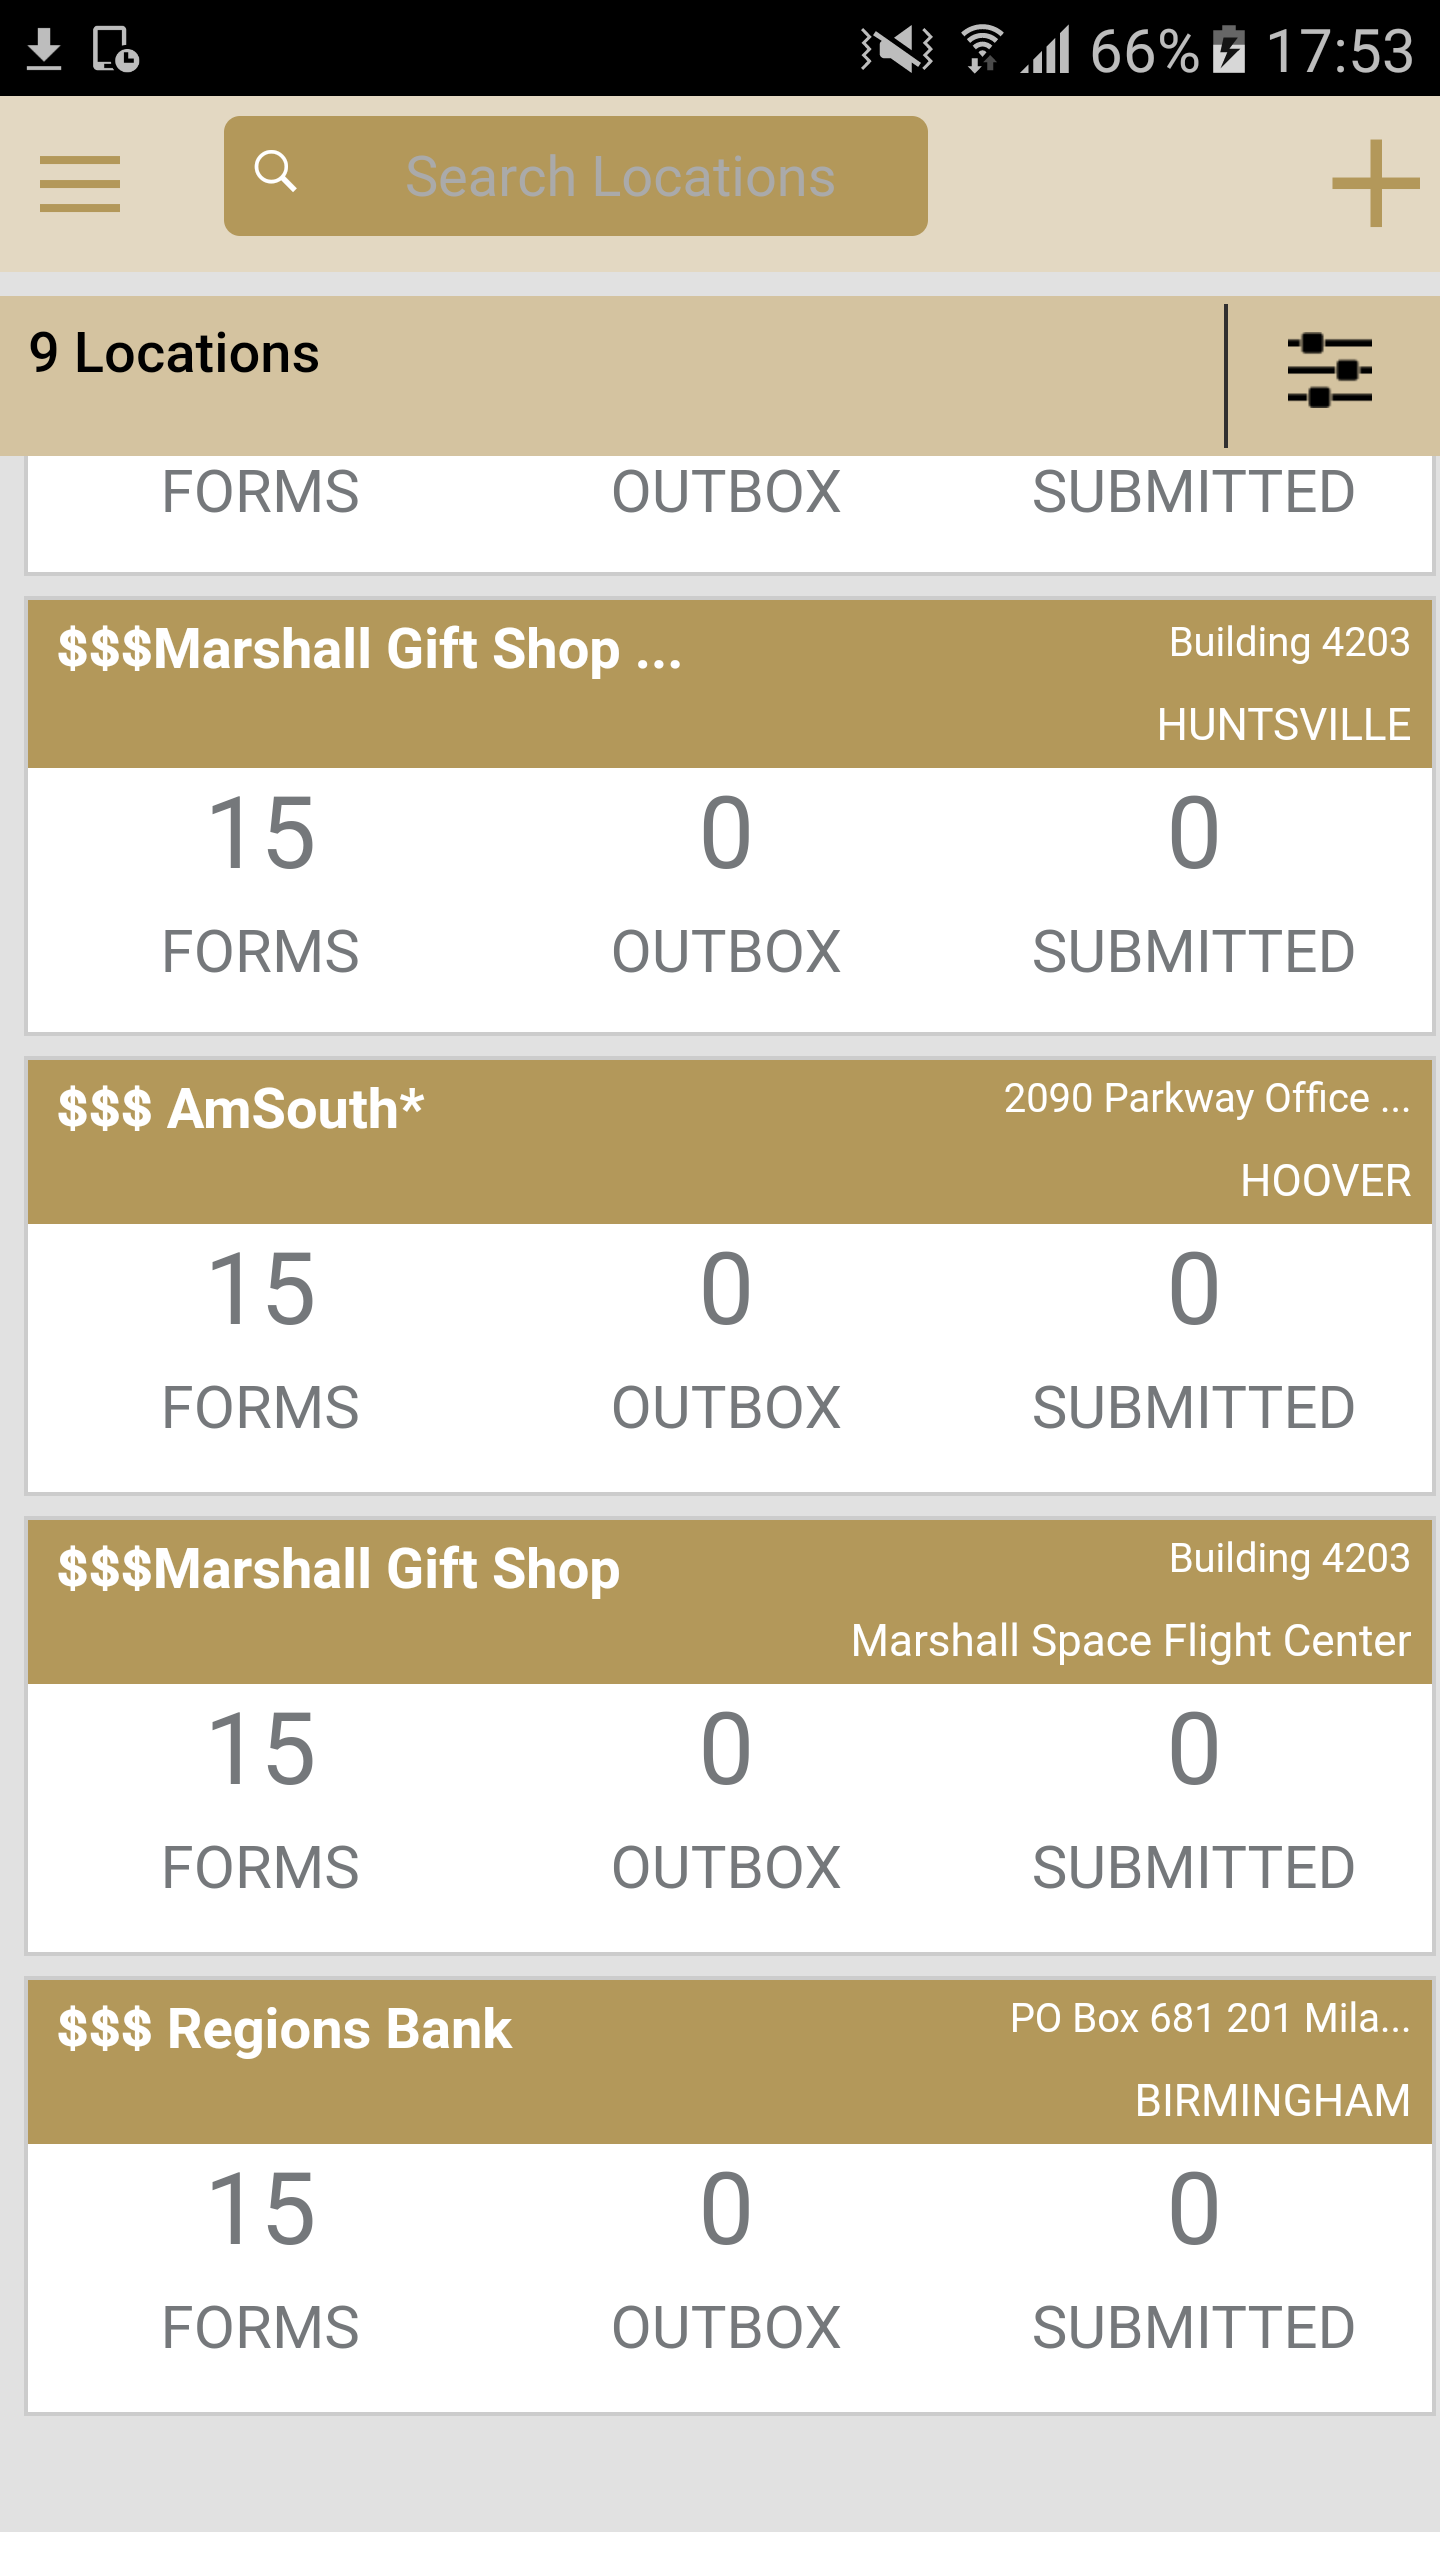 66% 17:53
Search Locations
9 Locations
FORMS OUTBOX SUBMITTED
$$$Marshall Gift Shop ... Building 4203
HUNTSVILLE
15 0 0
FORMS OUTBOX SUBMITTED
$$$ AmSouth* 2090 Parkway Office ...
HOOVER
15 0 0
FORMS OUTBOX SUBMITTED
$$$Marshall Gift Shop Building 4203
Marshall Space Flight Center
15 0 0
FORMS OUTBOX SUBMITTED
$$$ Regions Bank PO Box 681 201 Mila...
BIRMINGHAM
15 0 0
FORMS OUTBOX SUBMITTED